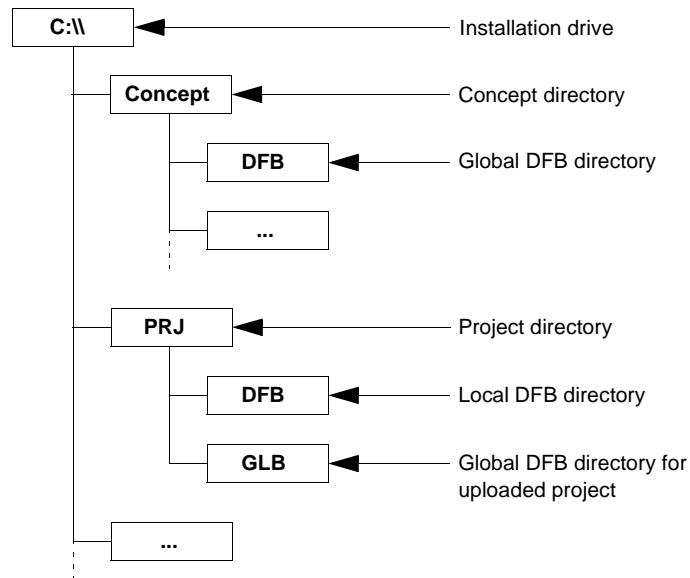 C:\\ Installation drive
Concept Concept directory
DFB Global DFB directory
...
PRJ Project directory
DFB Local DFB directory
GLB Global DFB directory for
uploaded project
...